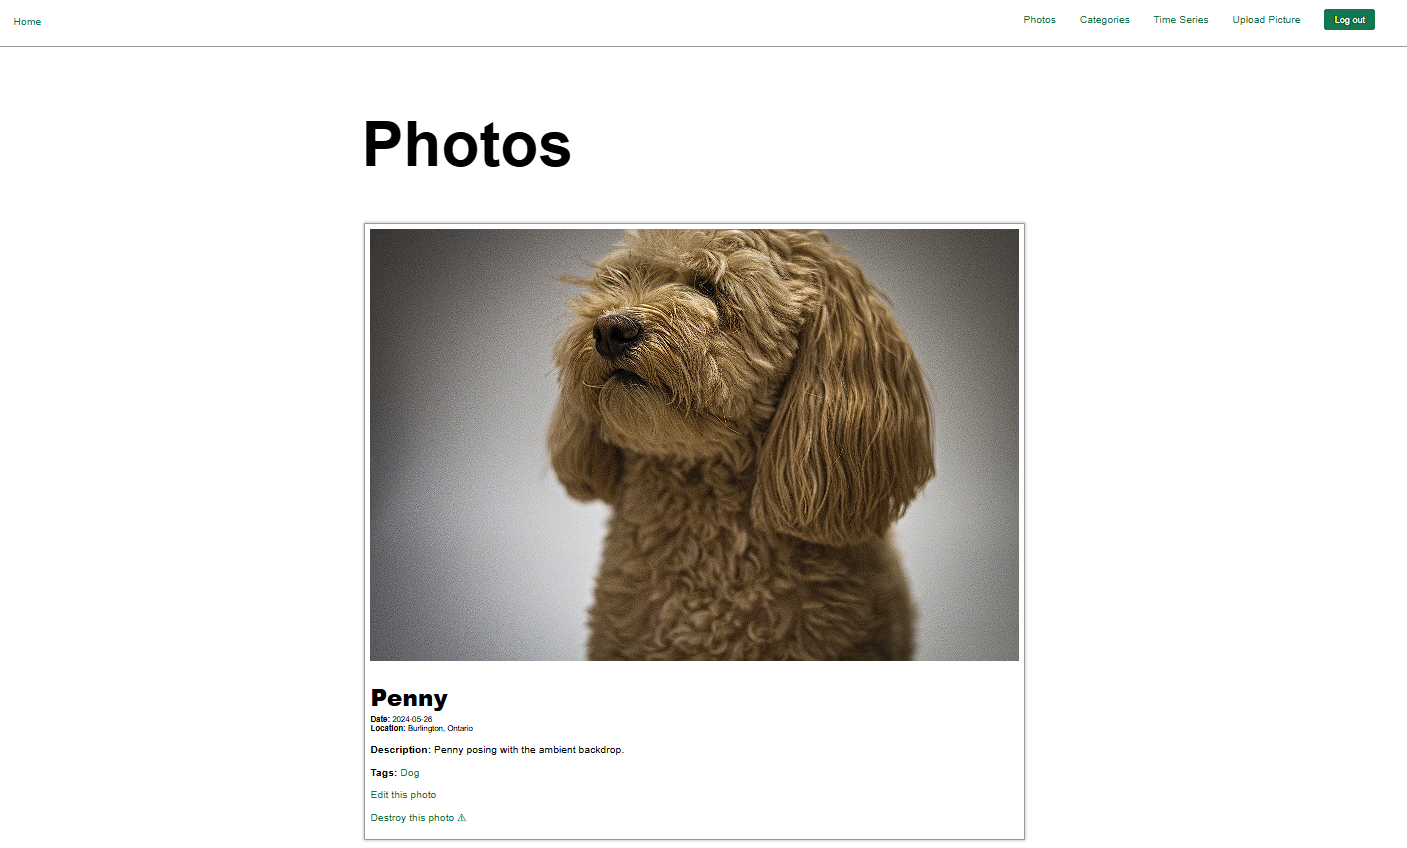 Home
Photos
Categories
Time Series
Upload Picture
Log out
Photos
Penny
Date: 2024-05-26
Location: Burlington, Ontario
Description: Penny posing with the ambient backdrop.
Tags: Dog
Edit this photo
Destroy this photo ⚠